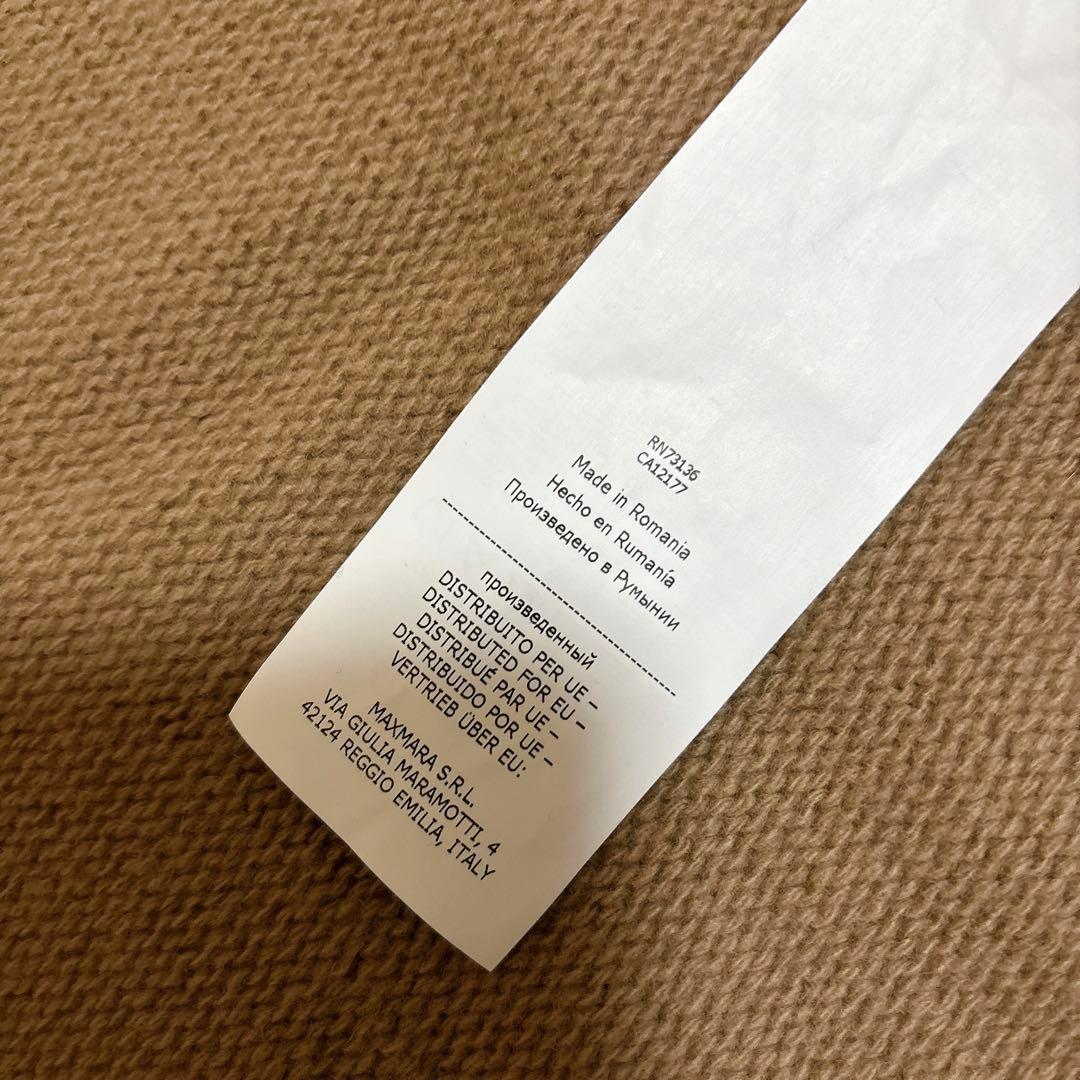 RN73136
CA12177
Made in Romania
Hecho en Rumanía
Произведено в Румынии
произведенный
DISTRIBUITO PER UE –
DISTRIBUTED FOR EU –
DISTRIBUÉ PAR UE –
DISTRIBUIDO POR UE –
VERTRIEB ÜBER EU:
MAXMARA S.R.L.
VIA GIULIA MARAMOTTI, 4
42124 REGGIO EMILIA, ITALY